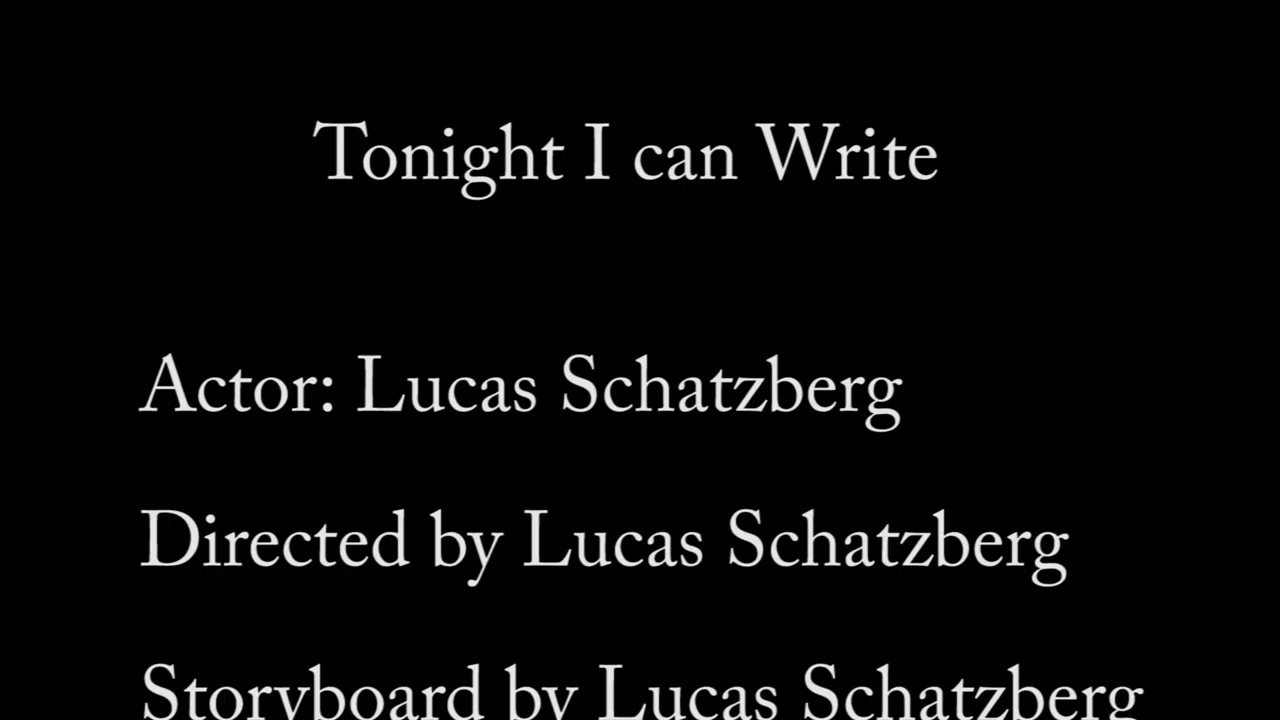 Tonight I can Write
Actor: Lucas Schatzberg
Directed by Lucas Schatzberg
Storyboard by Lucas Schatzberg